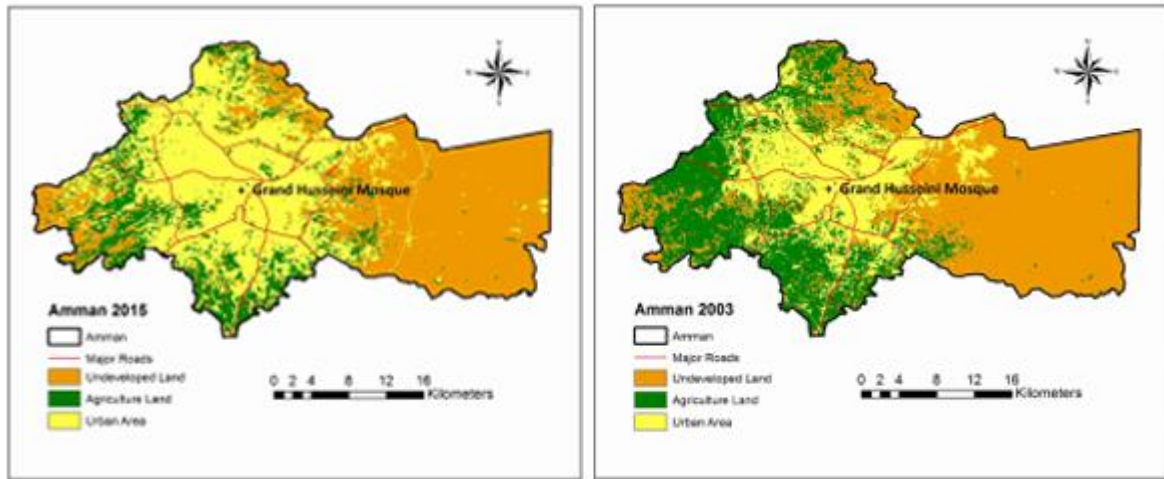 Grand Husseini Mosque
Amman 2015
Amman
Major Roads
Undeveloped Land
Agriculture Land
Urban Area
0 2 4 8 12 16
Kilometers
Grand Husseini Mosque
Amman 2003
Amman
Major Roads
Undeveloped Land
Agriculture Land
Urban Area
0 2 4 8 12 16
Kilometers